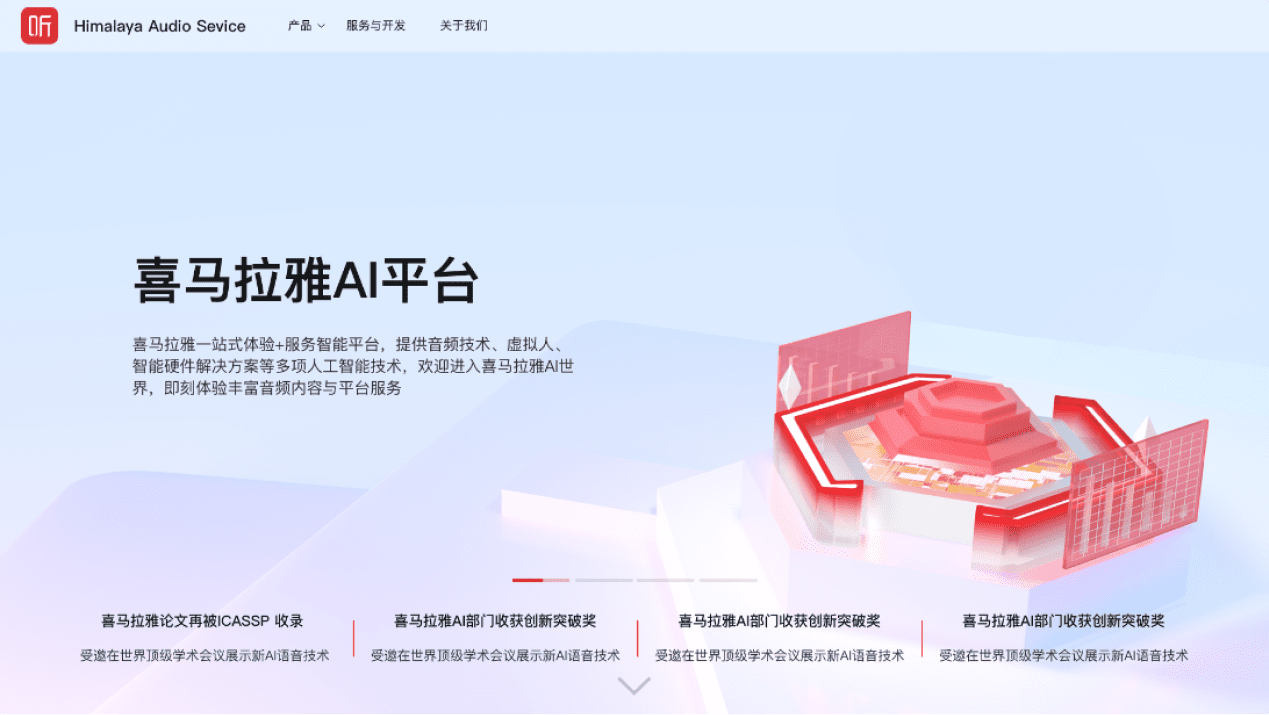 听
Himalaya Audio Sevice
产品
服务与开发
关于我们
喜马拉雅AI平台
喜马拉雅一站式体验+服务智能平台，提供音频技术、虚拟人、
智能硬件解决方案等多项人工智能技术，欢迎进入喜马拉雅AI世
界，即刻体验丰富音频内容与平台服务
喜马拉雅论文再被ICASSP 收录
受邀在世界顶级学术会议展示新AI语音技术
喜马拉雅AI部门收获创新突破奖
受邀在世界顶级学术会议展示新AI语音技术
喜马拉雅AI部门收获创新突破奖
受邀在世界顶级学术会议展示新AI语音技术
喜马拉雅AI部门收获创新突破奖
受邀在世界顶级学术会议展示新AI语音技术